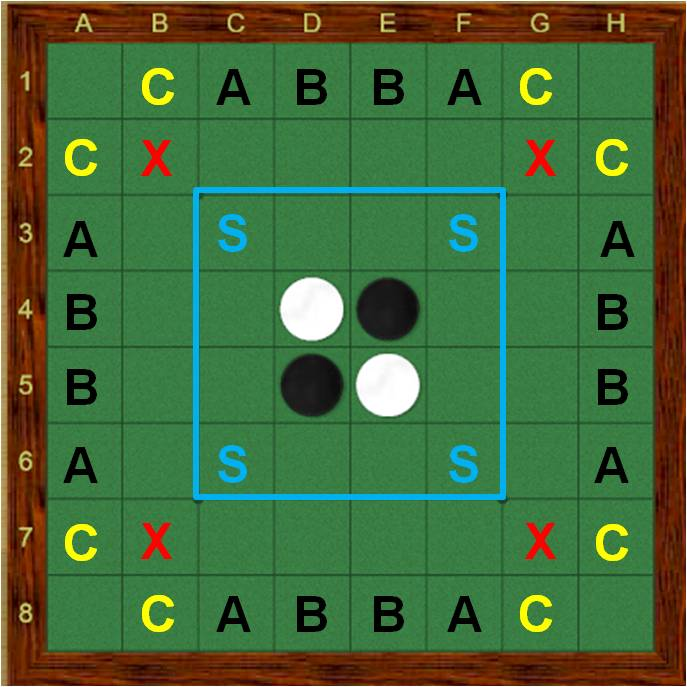 A B C D E F G H
1 C A B B A C
2 C X X C
3 A S S A
4 B B
5 B B
6 A S S A
7 C X X C
8 C A B B A C